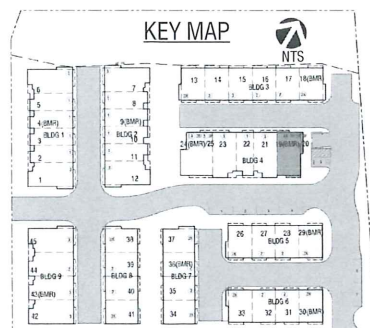 KEY MAP
NTS
13 14 15 16 17 18(BMR)
BLDG 3
6
5
4(BMR)
BLDG 1
3
2
1
7
8
9(BMR)
BLDG 2
10
11
12
24(BMR)/25 23 22 21 19(BMR) 20
BLDG 4
26 27 28 29(BMR)
BLDG 5
45
44
BLDG 9
43(BMR)
42
38
39
BLDG 8
40
41
37
36(BMR)
BLDG 7
35
34
BLDG 6
33 32 31 30(BMR)